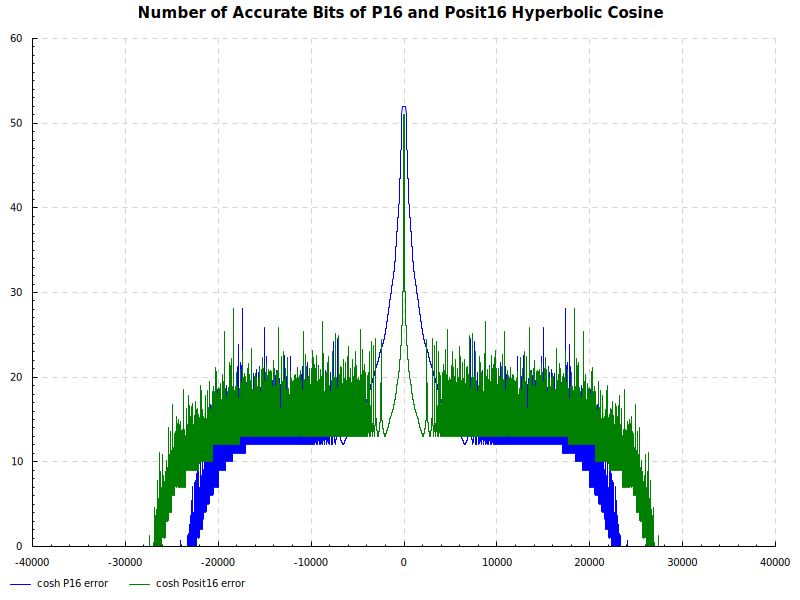 Number of Accurate Bits of P16 and Posit16 Hyperbolic Cosine
60
50
40
30
20
10
0
-40000 -30000 -20000 -10000 0 10000 20000 30000 40000
cosh P16 error cosh Posit16 error